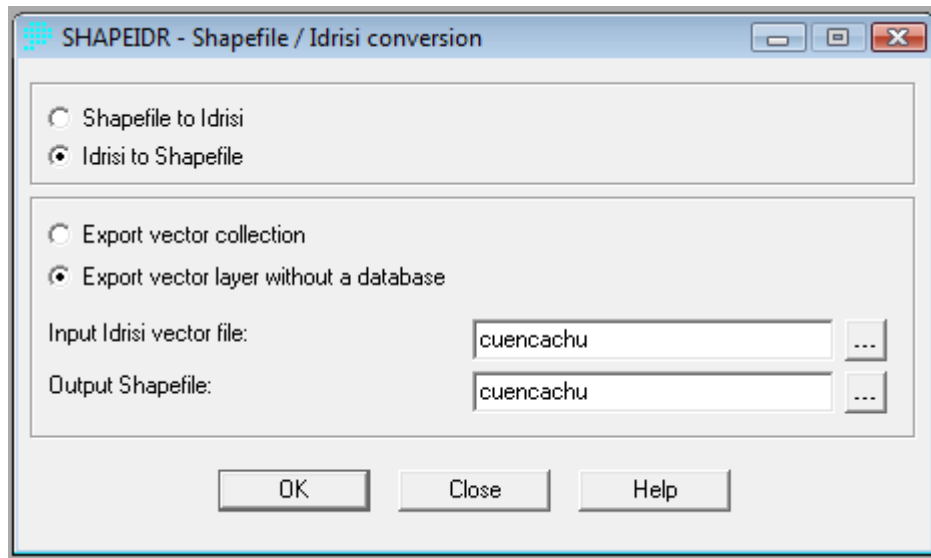 SHAPEIDR - Shapefile / Idrisi conversion
Shapefile to Idrisi
Idrisi to Shapefile
Export vector collection
Export vector layer without a database
Input Idrisi vector file: cuencachu ...
Output Shapefile: cuencachu ...
OK Close Help